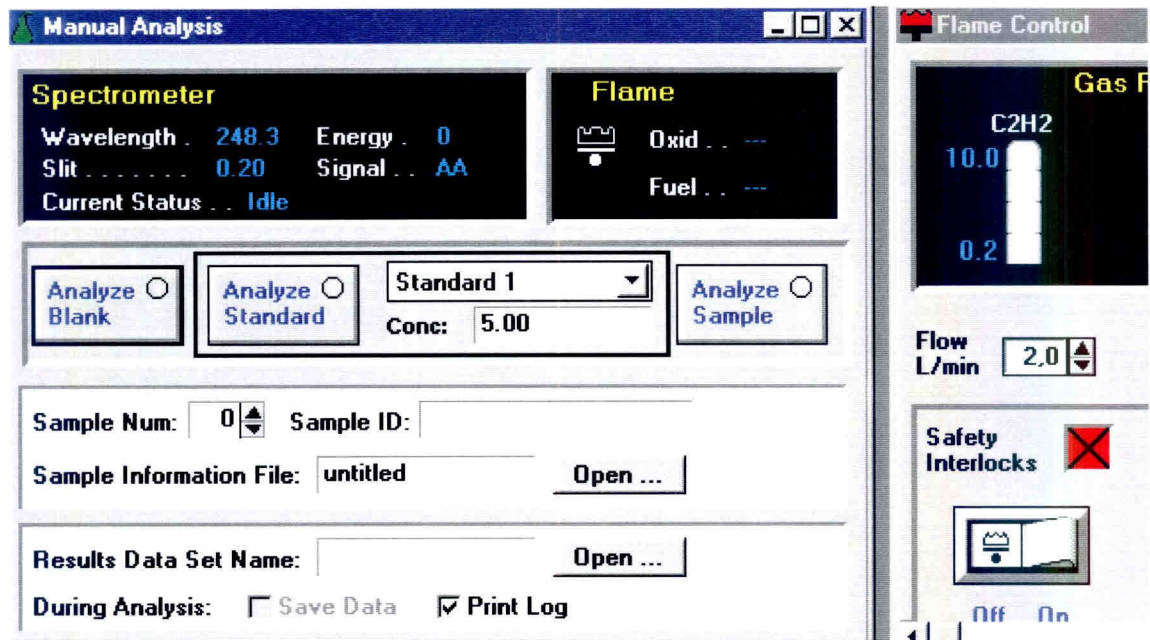 Manual Analysis
Spectrometer
Wavelength . 248.3 Energy . 0
Slit . . . . . . . 0.20 Signal . . AA
Current Status . . Idle
Flame
Oxid . . ---
Fuel . . ---
Analyze
Blank
Analyze
Standard
Standard 1
Conc: 5.00
Analyze
Sample
Sample Num: 0 Sample ID:
Sample Information File: untitled Open ...
Results Data Set Name: Open ...
During Analysis: Save Data Print Log
Flame Control
Gas
C2H2
10.0
0.2
Flow
L/min 2,0
Safety
Interlocks
Off On